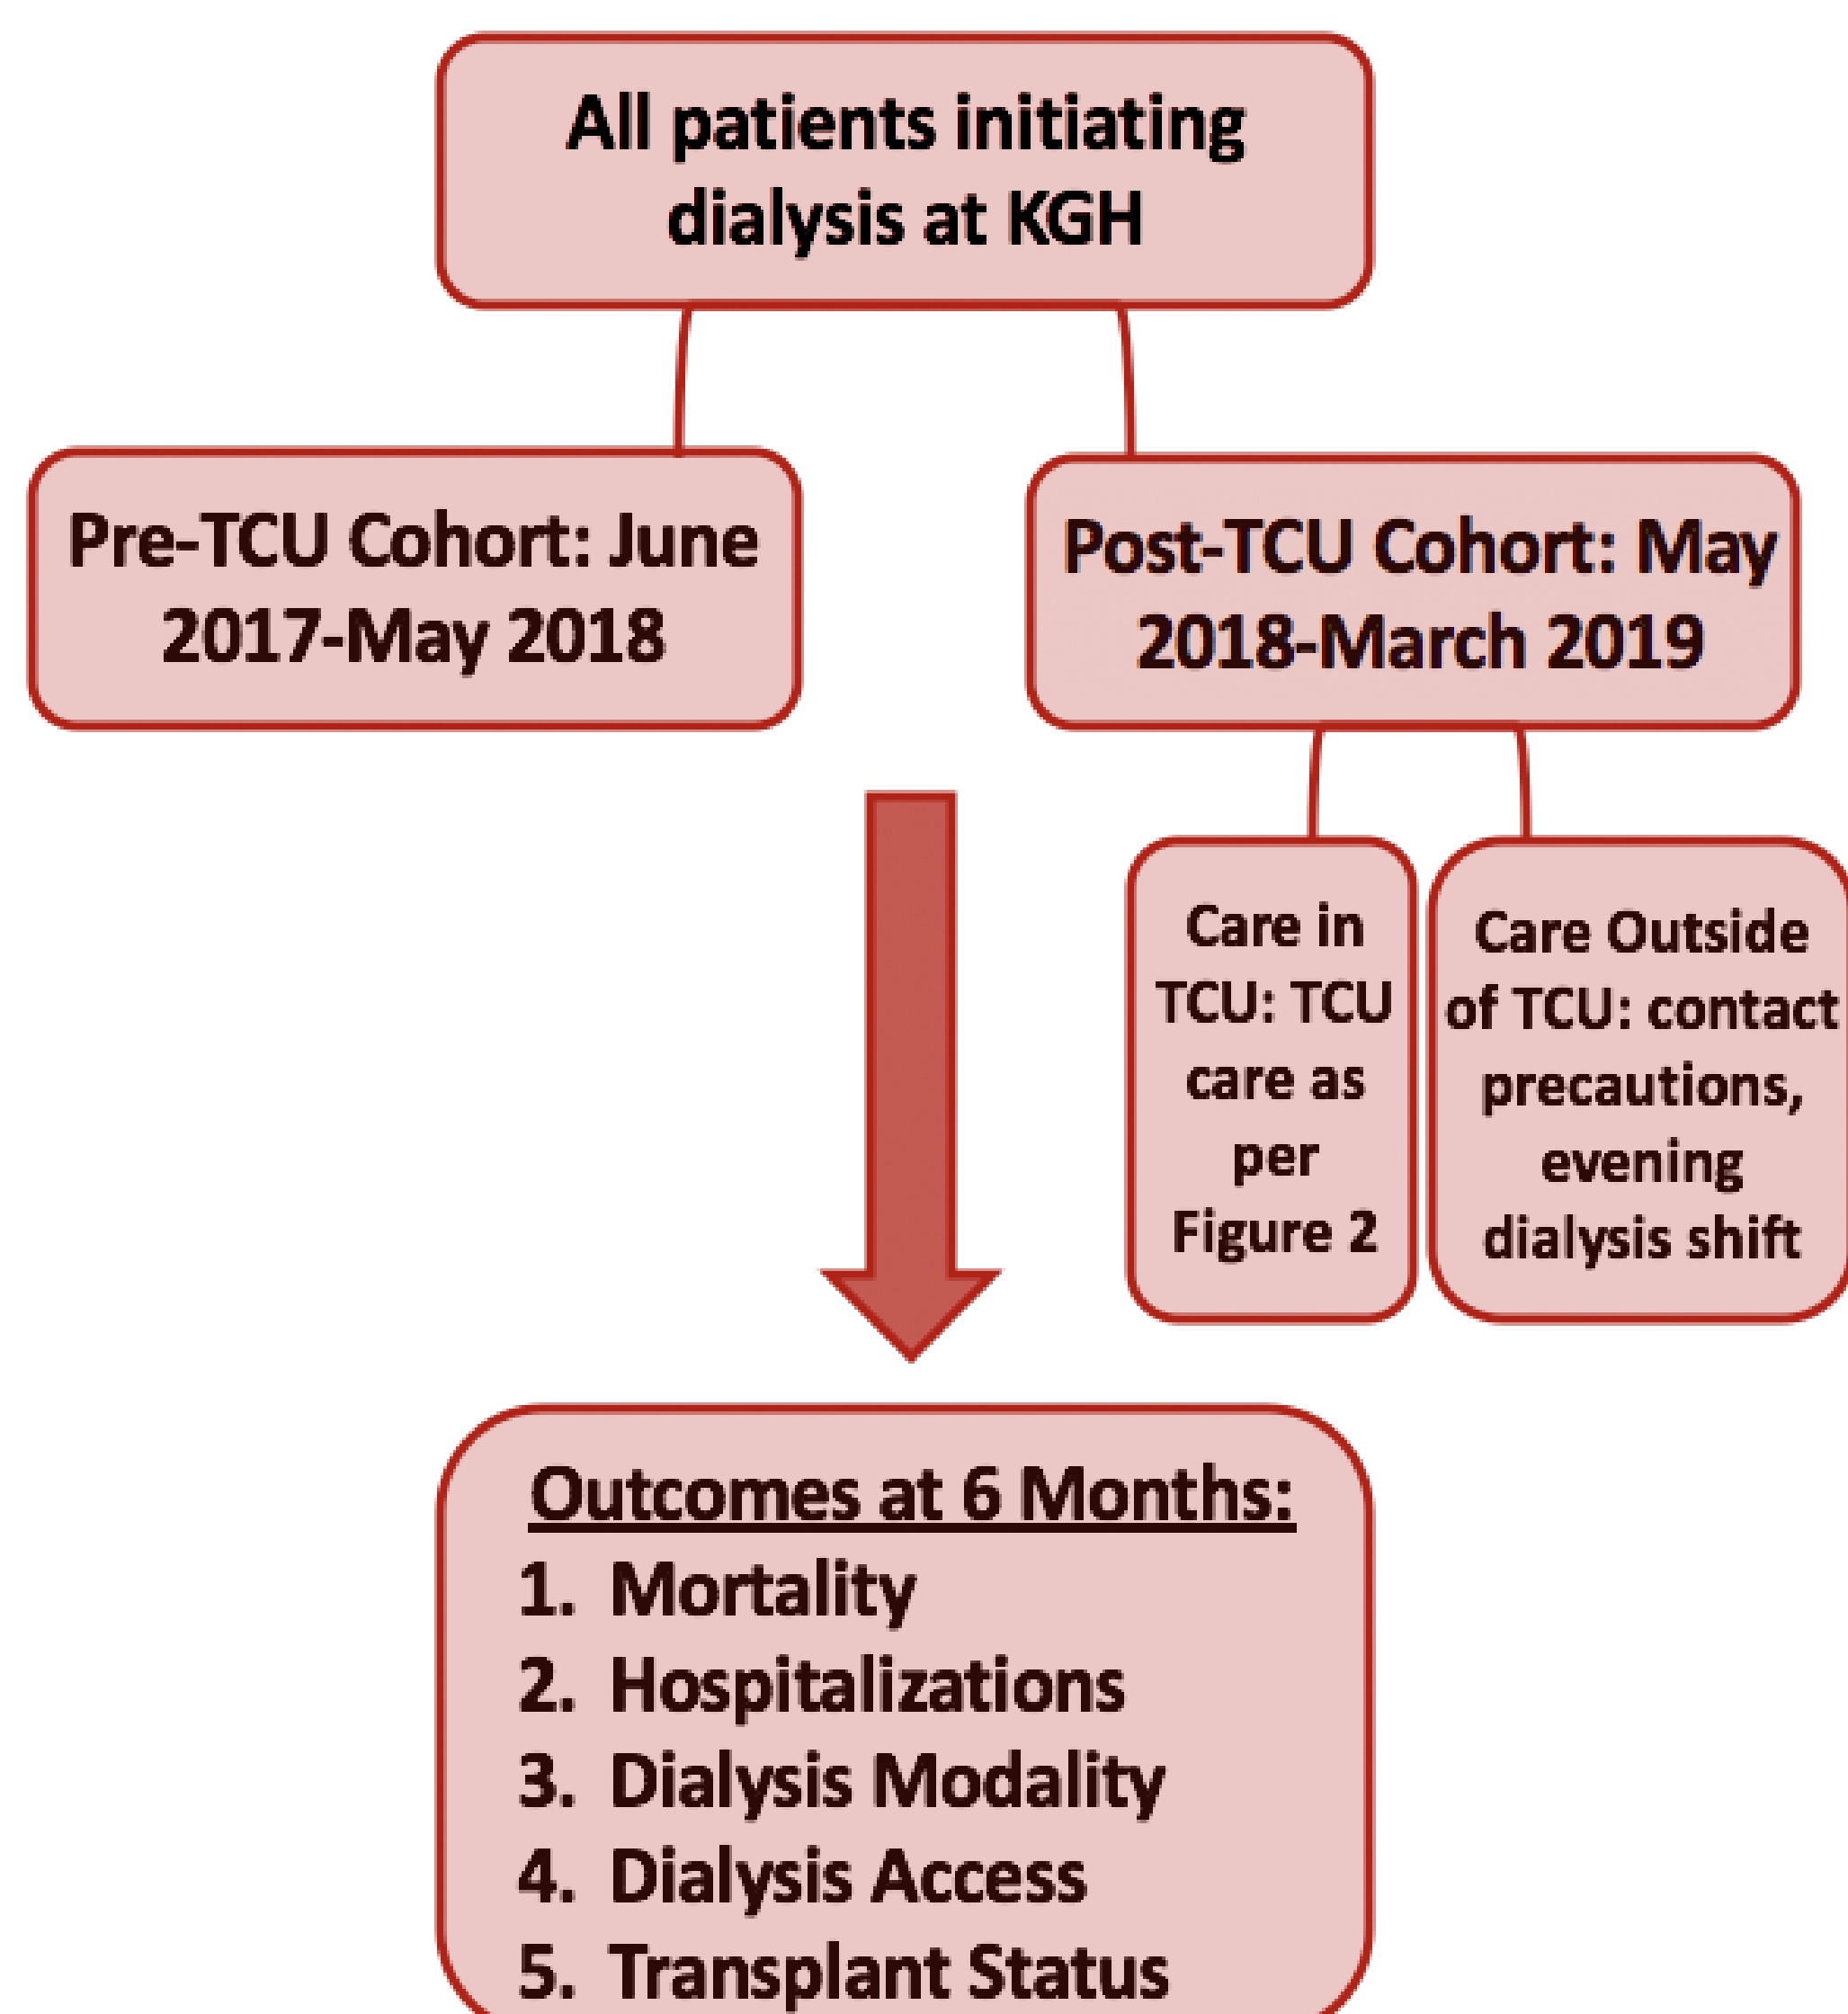 All patients initiating
dialysis at KGH
Pre-TCU Cohort: June
2017-May 2018
Post-TCU Cohort: May
2018-March 2019
Care in
TCU: TCU
care as
per
Figure 2
Care Outside
of TCU: contact
precautions,
evening
dialysis shift
Outcomes at 6 Months:
1. Mortality
2. Hospitalizations
3. Dialysis Modality
4. Dialysis Access
5. Transplant Status